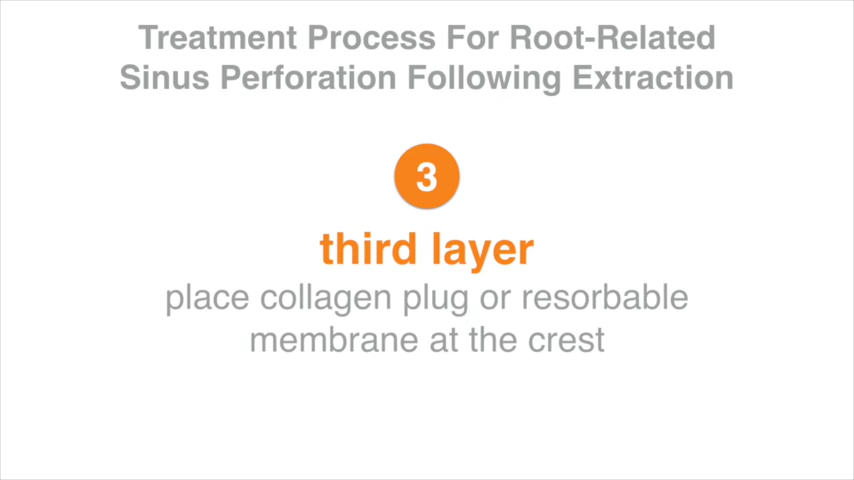 Treatment Process For Root-Related
Sinus Perforation Following Extraction
3
third layer
place collagen plug or resorbable
membrane at the crest